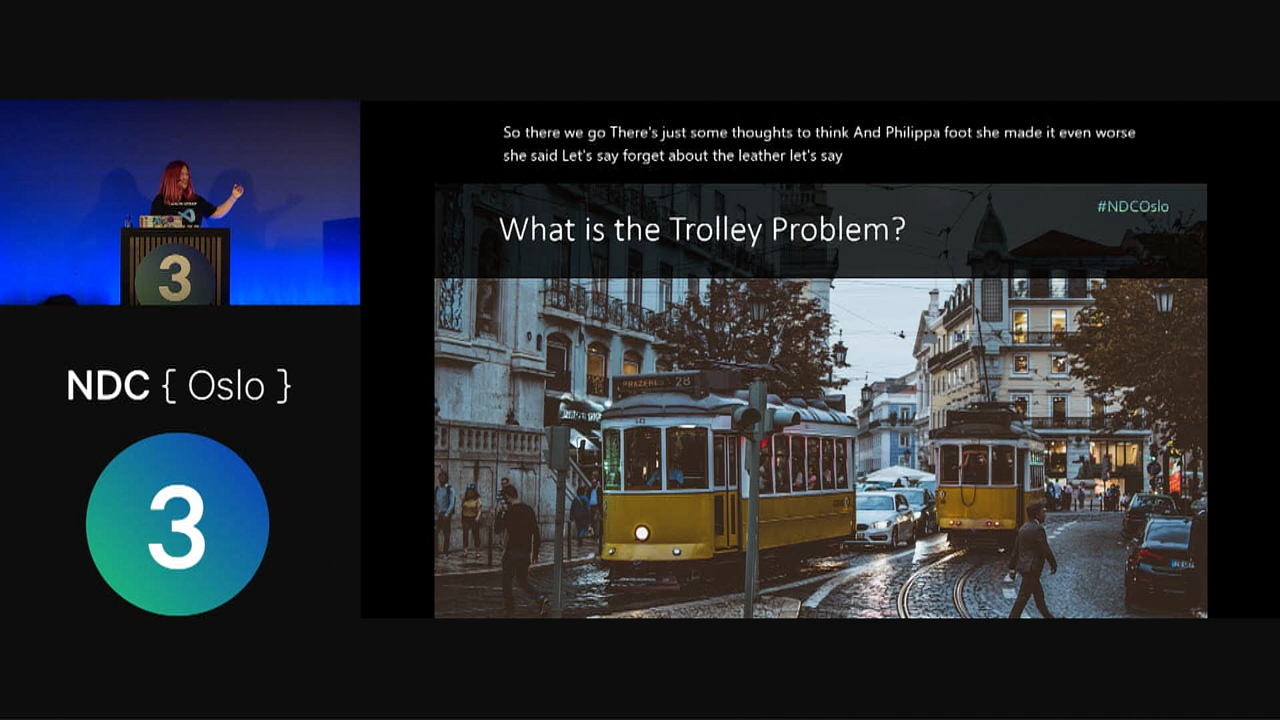 So there we go There's just some thoughts to think And Philippa foot she made it even worse
she said Let's say forget about the leather let's say
#NDCOslo
What is the Trolley Problem?
PRAZERES 28
3
NDC { Oslo }
3